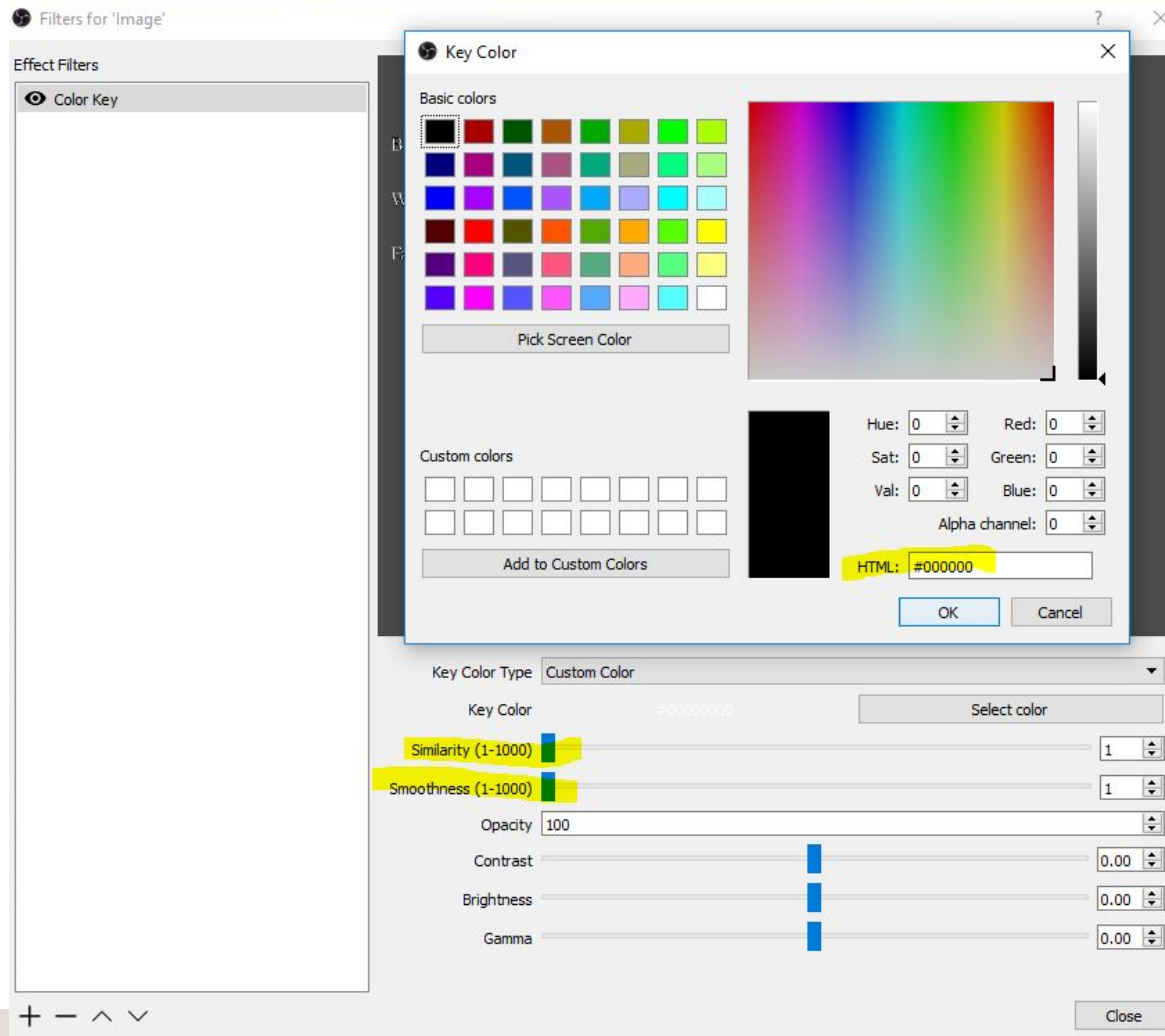 Filters for 'Image'
?
Effect Filters
Color Key
Key Color
Basic colors
B
W
Fa
Pick Screen Color
Custom colors
Add to Custom Colors
Hue: 0 Red: 0
Sat: 0 Green: 0
Val: 0 Blue: 0
Alpha channel: 0
HTML: #000000
OK Cancel
Key Color Type Custom Color
Key Color #00000000 Select color
Similarity (1-1000) 1
Smoothness (1-1000) 1
Opacity 100
Contrast 0.00
Brightness 0.00
Gamma 0.00
Close